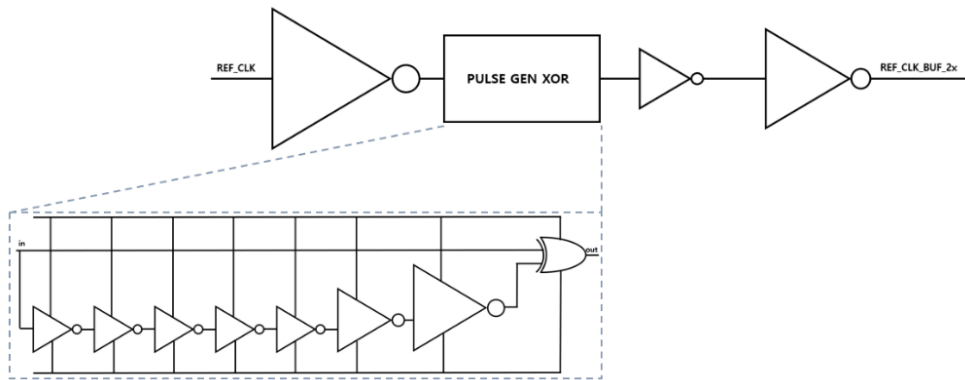 REF_CLK
PULSE GEN XOR
REF_CLK_BUF_2x
in
out